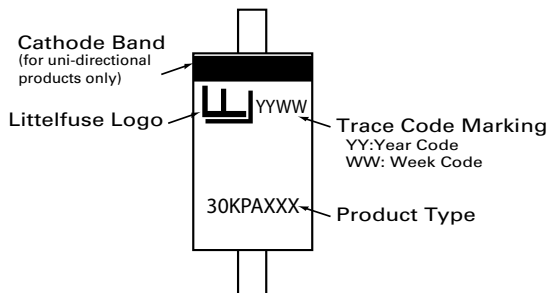 Cathode Band
(for uni-directional
products only)
Littelfuse Logo
YYWW
Trace Code Marking
YY:Year Code
WW: Week Code
30KPAXXX
Product Type